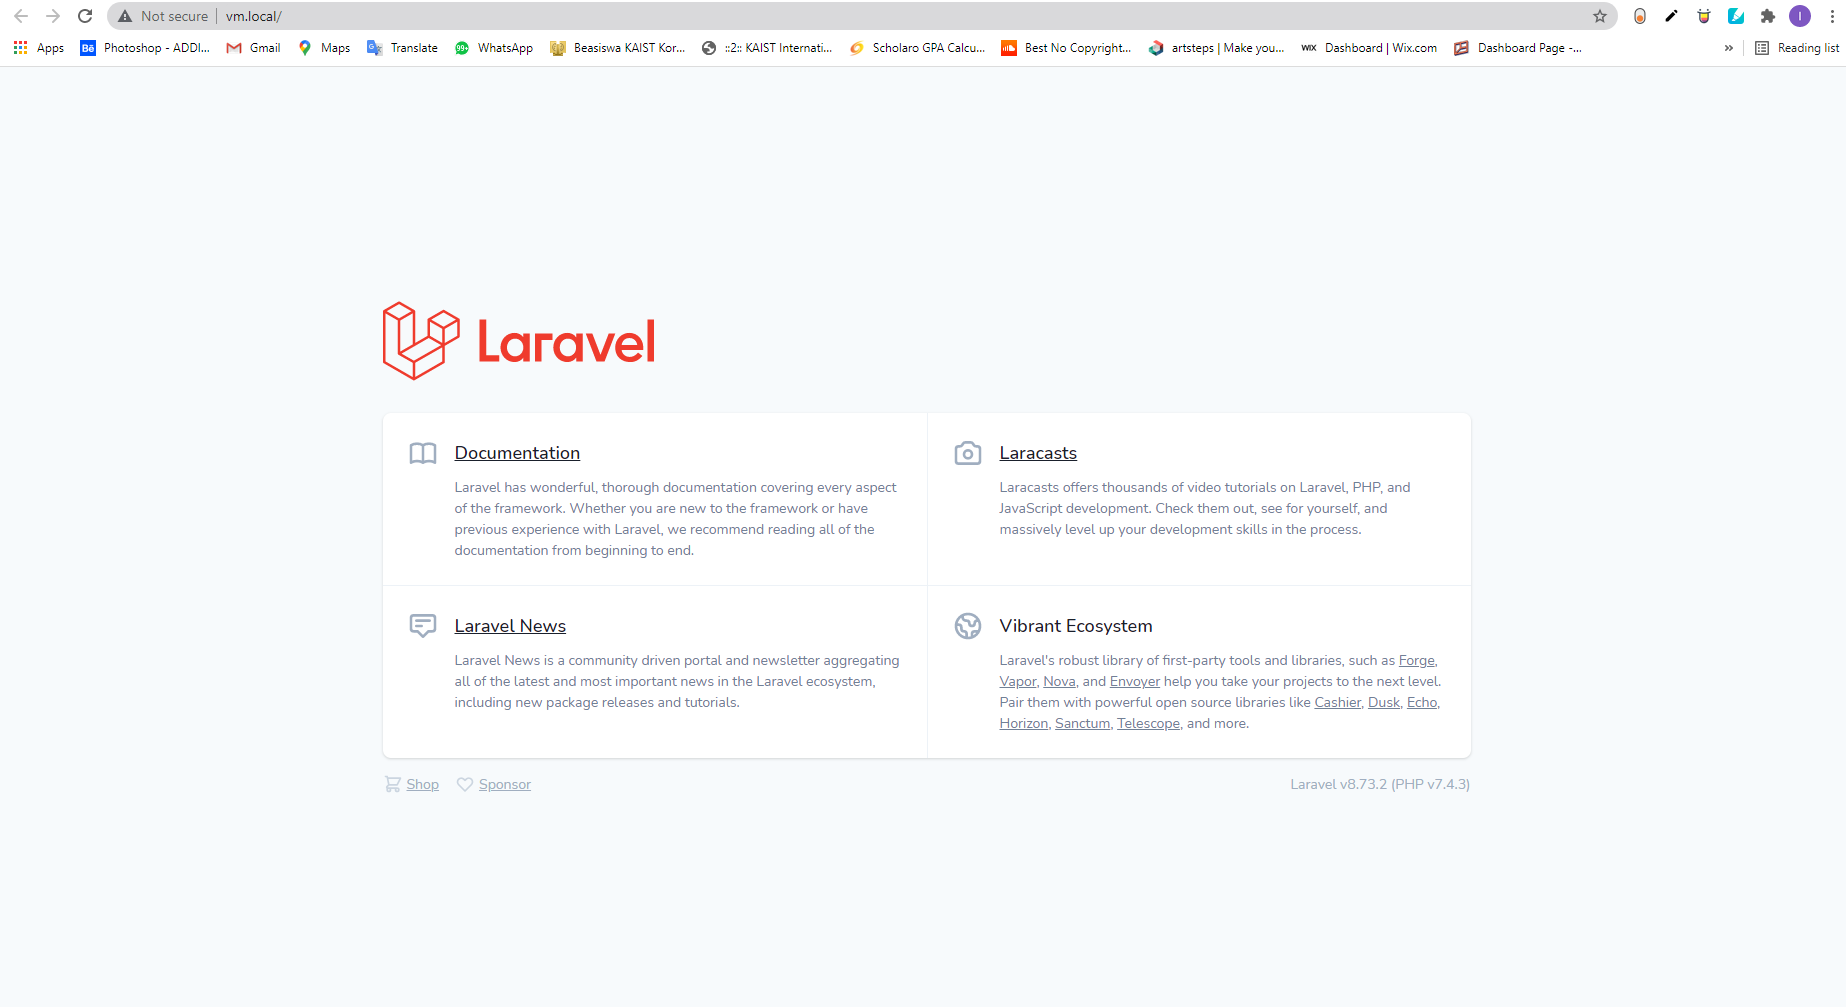 Not secure | vm.local/
Apps Bē Photoshop - ADDI... Gmail Maps Translate 99+ WhatsApp Beasiswa KAIST Kor... ::2:: KAIST Internati... Scholaro GPA Calcu... Best No Copyright... artsteps | Make you... WIX Dashboard | Wix.com Dashboard Page -... » Reading list
I
Laravel
Documentation
Laravel has wonderful, thorough documentation covering every aspect
of the framework. Whether you are new to the framework or have
previous experience with Laravel, we recommend reading all of the
documentation from beginning to end.
Laracasts
Laracasts offers thousands of video tutorials on Laravel, PHP, and
JavaScript development. Check them out, see for yourself, and
massively level up your development skills in the process.
Laravel News
Laravel News is a community driven portal and newsletter aggregating
all of the latest and most important news in the Laravel ecosystem,
including new package releases and tutorials.
Vibrant Ecosystem
Laravel's robust library of first-party tools and libraries, such as Forge,
Vapor, Nova, and Envoyer help you take your projects to the next level.
Pair them with powerful open source libraries like Cashier, Dusk, Echo,
Horizon, Sanctum, Telescope, and more.
Shop Sponsor
Laravel v8.73.2 (PHP v7.4.3)